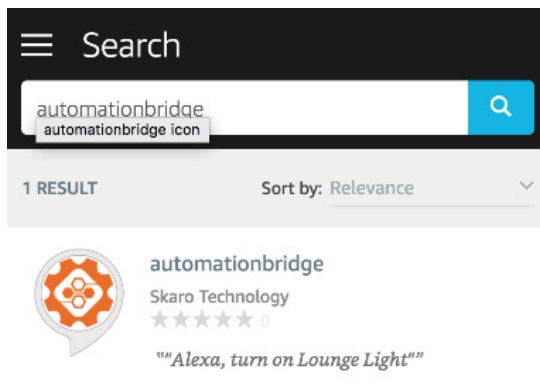 Search
automationbridge
automationbridge icon
1 RESULT
Sort by: Relevance
automationbridge
Skaro Technology
0
"“Alexa, turn on Lounge Light”"